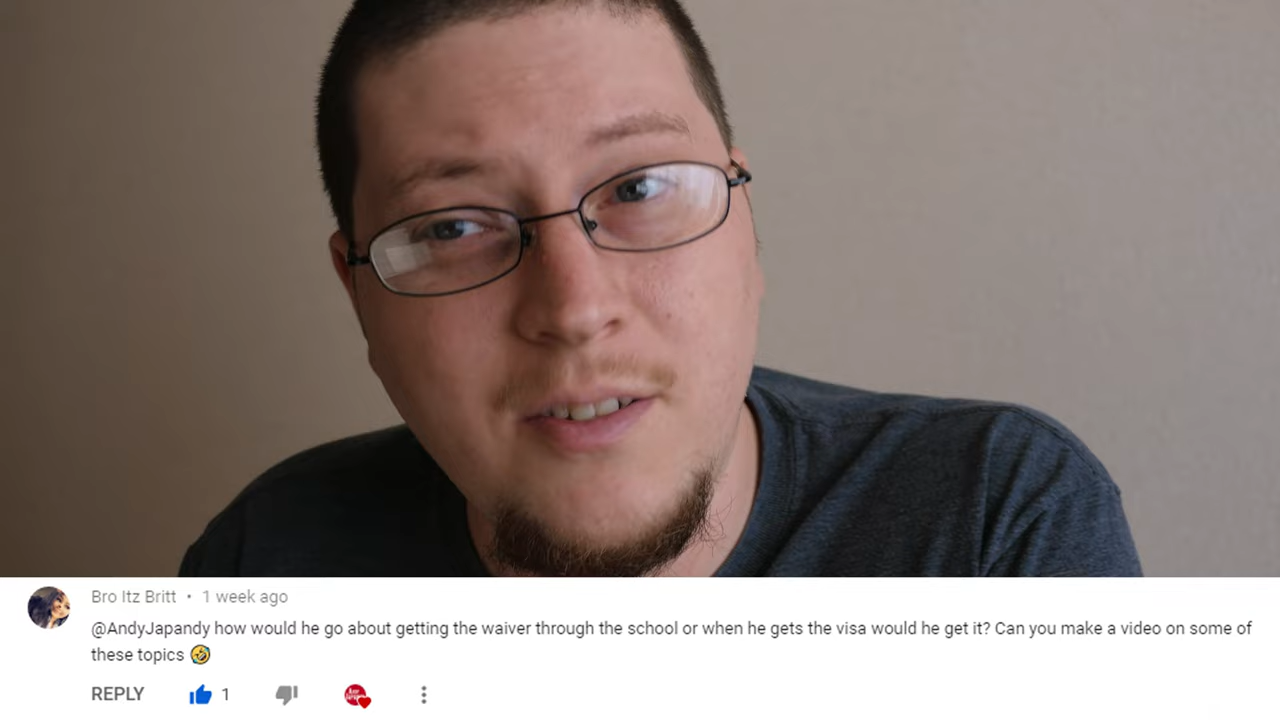 Bro Itz Britt • 1 week ago
@AndyJapandy how would he go about getting the waiver through the school or when he gets the visa would he get it? Can you make a video on some of
these topics 🤣
REPLY 1